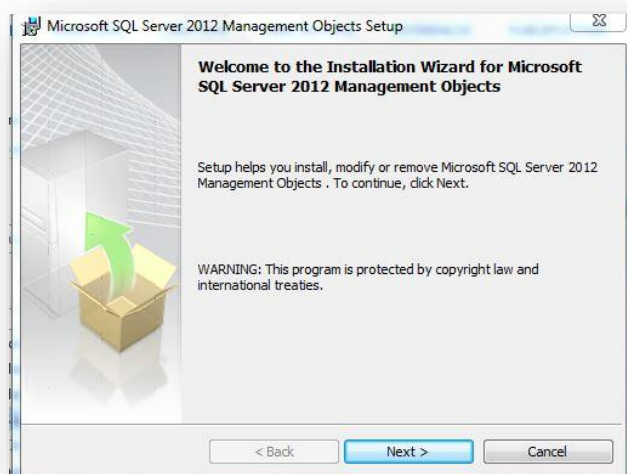 Microsoft SQL Server 2012 Management Objects Setup
Welcome to the Installation Wizard for Microsoft
SQL Server 2012 Management Objects
Setup helps you install, modify or remove Microsoft SQL Server 2012
Management Objects . To continue, click Next.
WARNING: This program is protected by copyright law and
international treaties.
< Back Next > Cancel